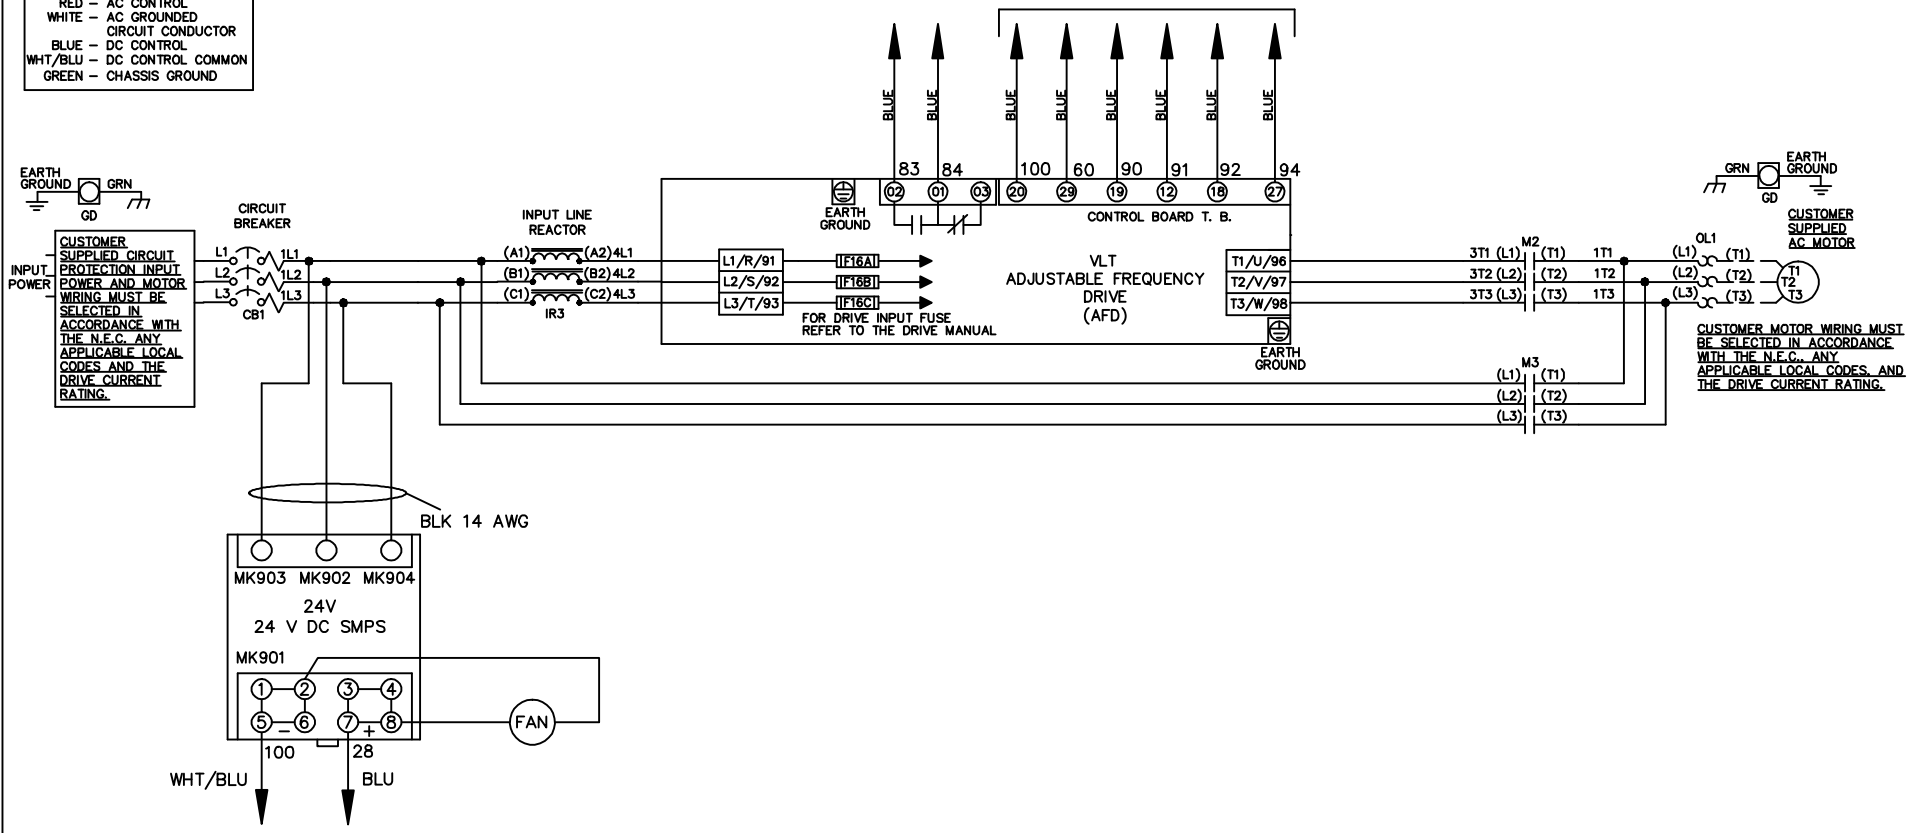 RED – AC CONTROL
WHITE – AC GROUNDED
CIRCUIT CONDUCTOR
BLUE – DC CONTROL
WHT/BLU – DC CONTROL COMMON
GREEN – CHASSIS GROUND
BLUE
BLUE
BLUE
BLUE
BLUE
BLUE
BLUE
BLUE
83
84
100
60
90
91
92
94
02
01
03
20
29
19
12
18
27
EARTH
GROUND
CONTROL BOARD T. B.
EARTH
GROUND
GRN
GD
CIRCUIT
BREAKER
INPUT
POWER
CUSTOMER
SUPPLIED CIRCUIT
PROTECTION INPUT
POWER AND MOTOR
WIRING MUST BE
SELECTED IN
ACCORDANCE WITH
THE N.E.C. ANY
APPLICABLE LOCAL
CODES AND THE
DRIVE CURRENT
RATING.
L1
1L1
L2
1L2
L3
1L3
CB1
INPUT LINE
REACTOR
(A1)
(A2)4L1
(B1)
(B2)4L2
(C1)
(C2)4L3
IR3
L1/R/91
L2/S/92
L3/T/93
F16A
F16B
F16C
FOR DRIVE INPUT FUSE
REFER TO THE DRIVE MANUAL
VLT
ADJUSTABLE FREQUENCY
DRIVE
(AFD)
T1/U/96
T2/V/97
T3/W/98
EARTH
GROUND
M2
3T1 (L1) (T1) 1T1
3T2 (L2) (T2) 1T2
3T3 (L3) (T3) 1T3
M3
(L1) (T1)
(L2) (T2)
(L3) (T3)
OL1
(L1) (T1)
(L2) (T2)
(L3) (T3)
GRN
EARTH
GROUND
GD
CUSTOMER
SUPPLIED
AC MOTOR
T1
T2
T3
CUSTOMER MOTOR WIRING MUST
BE SELECTED IN ACCORDANCE
WITH THE N.E.C., ANY
APPLICABLE LOCAL CODES, AND
THE DRIVE CURRENT RATING.
BLK 14 AWG
MK903 MK902 MK904
24V
24 V DC SMPS
MK901
1 2 3 4
5 6 7 8
– +
FAN
100
28
WHT/BLU
BLU